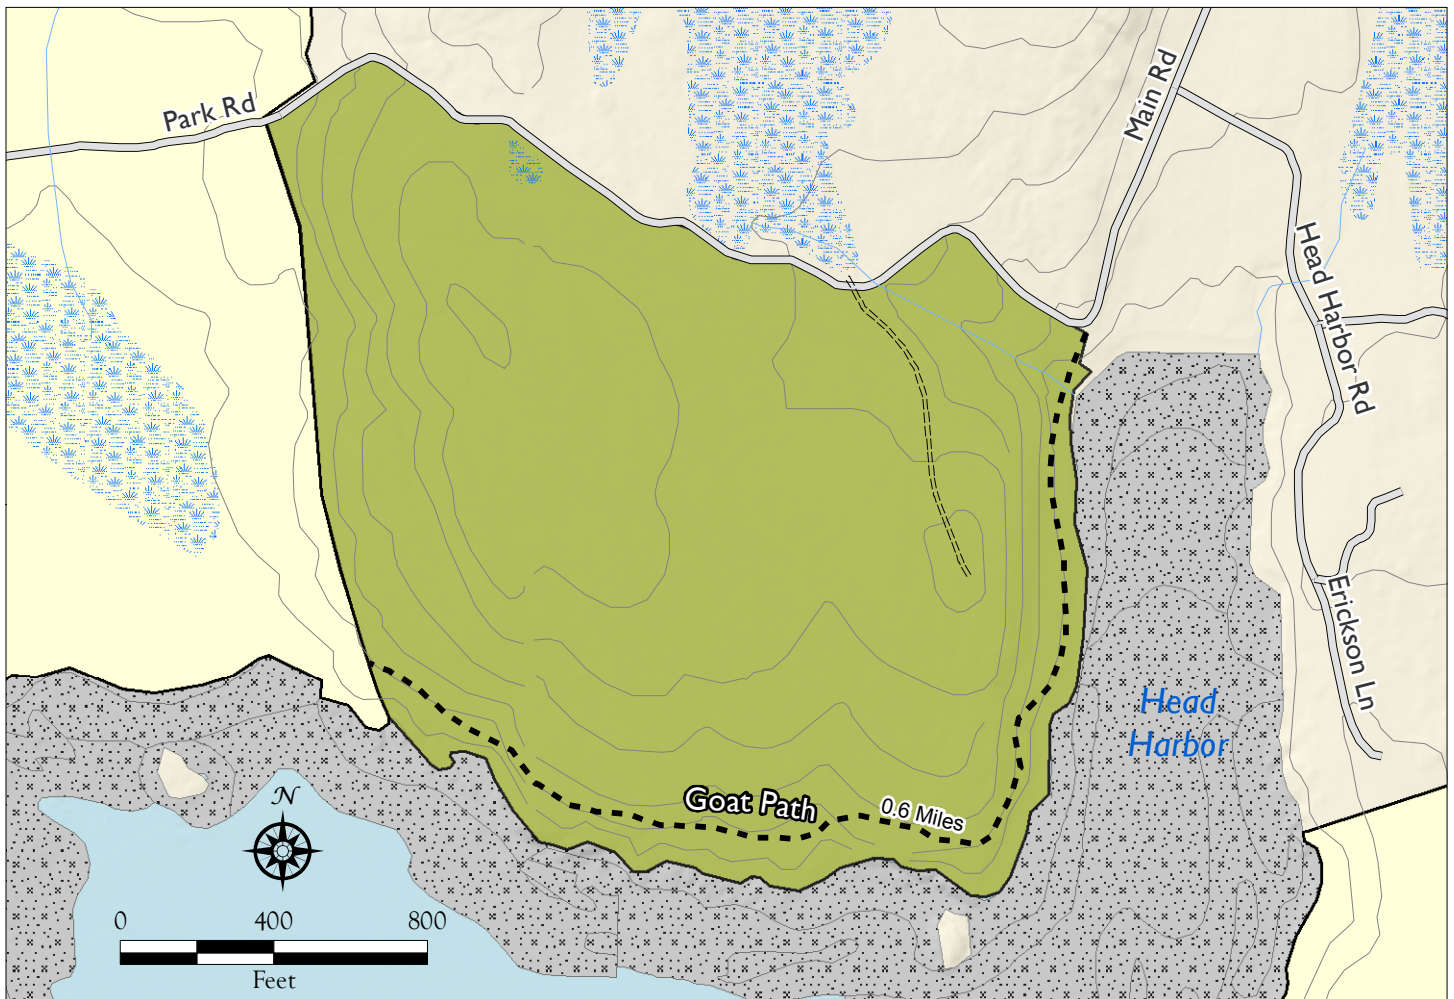 Park Rd
Main Rd
Head Harbor Rd
Erickson Ln
Head
Harbor
Goat Path
0.6 Miles
N
0 400 800
Feet